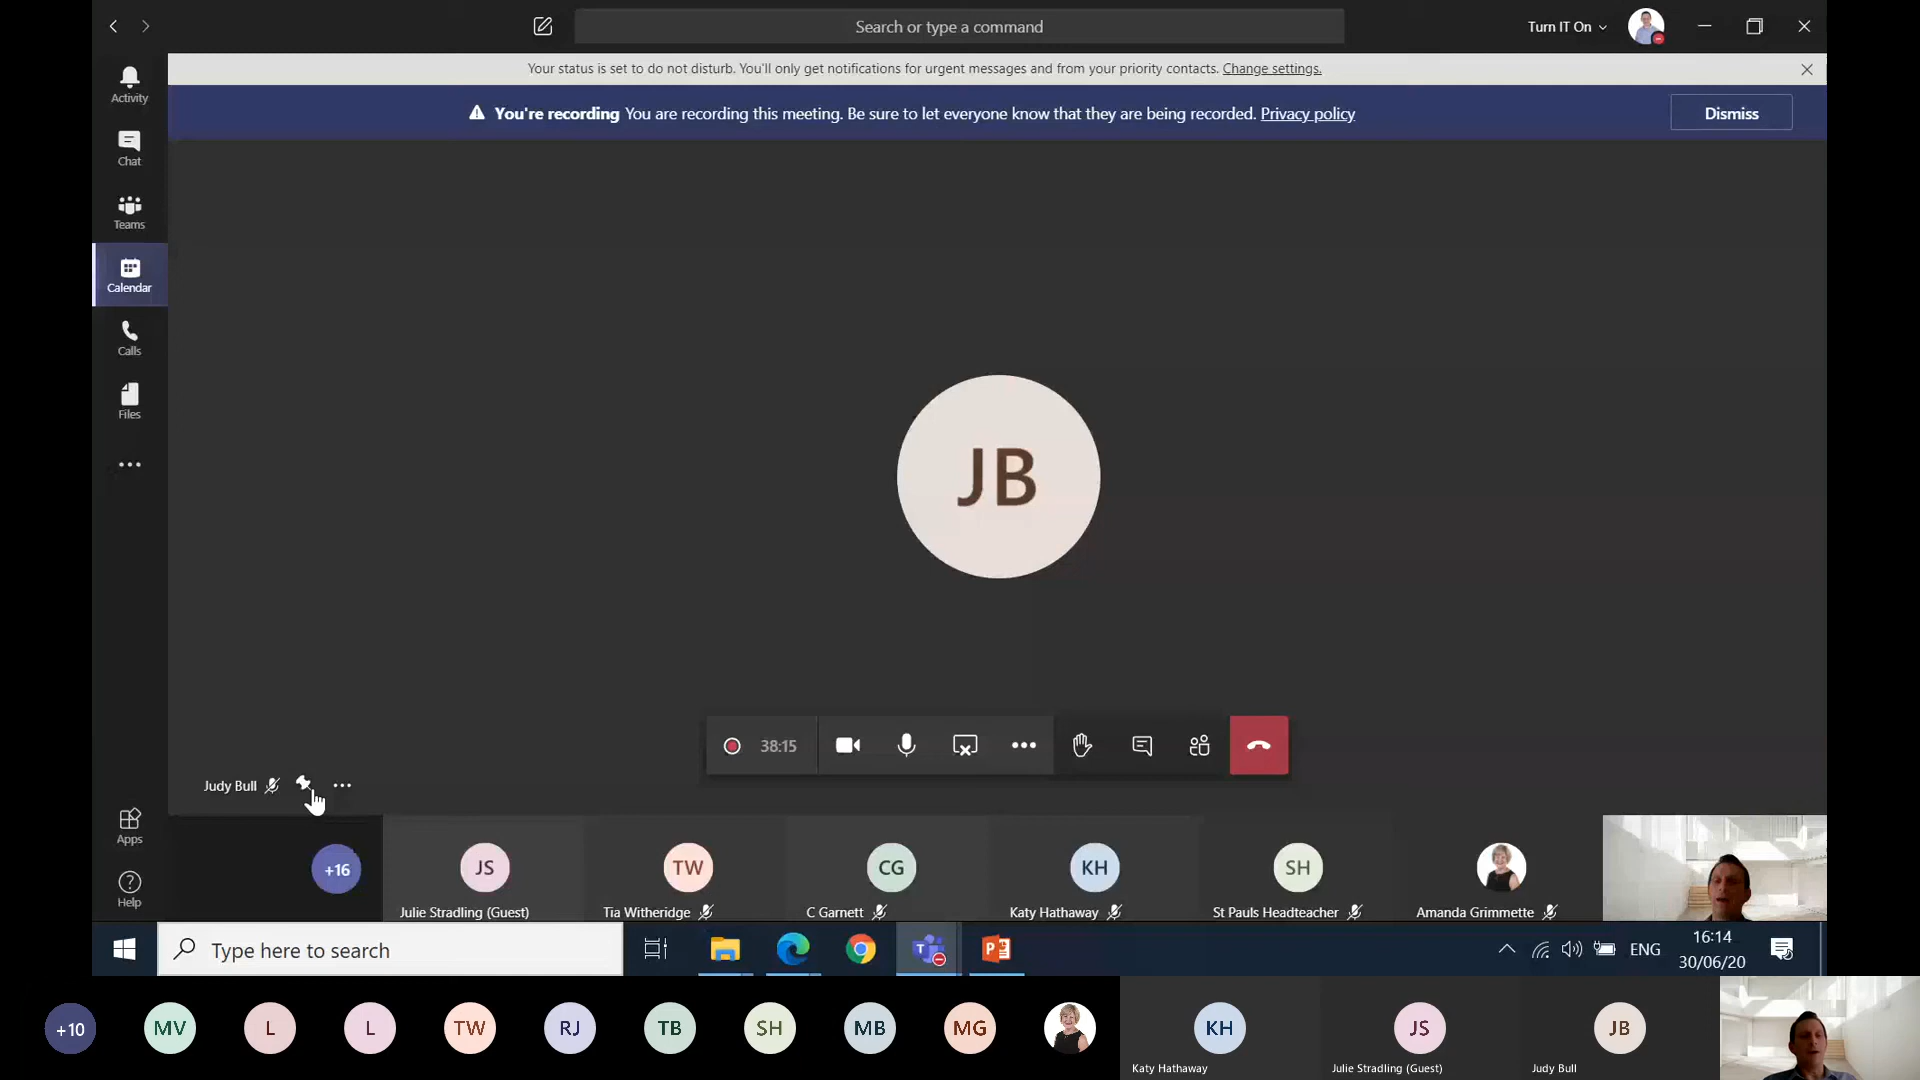 Search or type a command
Turn IT On
Your status is set to do not disturb. You'll only get notifications for urgent messages and from your priority contacts. Change settings.
You're recording You are recording this meeting. Be sure to let everyone know that they are being recorded. Privacy policy
Dismiss
Activity
Chat
Teams
Calendar
Calls
Files
Apps
Help
JB
38:15
Judy Bull
+16
JS
TW
CG
KH
SH
Julie Stradling (Guest)
Tia Witheridge
C Garnett
Katy Hathaway
St Pauls Headteacher
Amanda Grimmette
Type here to search
ENG
16:14
30/06/20
+10
MV
L
L
TW
RJ
TB
SH
MB
MG
KH
JS
JB
Katy Hathaway
Julie Stradling (Guest)
Judy Bull